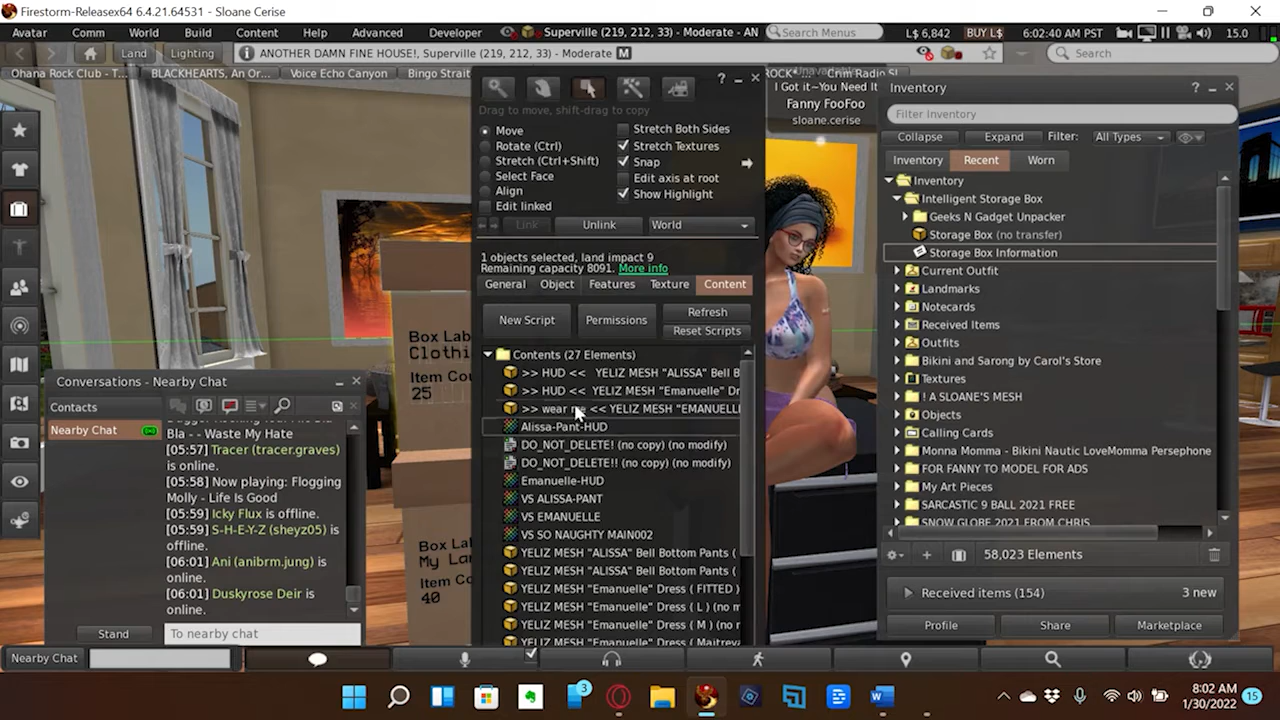 Firestorm-Releasex64 6.4.21.64531 - Sloane Cerise
Avatar Comm World Build Content Help Advanced Developer Superville (219, 212, 33) - Moderate - AN Search Menus L$ 6,842 BUY L$ 6:02:40 AM PST 15.0
Land Lighting ANOTHER DAMN FINE HOUSE!, Superville (219, 212, 33) - Moderate M Search
Ohana Rock Club - T... BLACKHEARTS, An Or... Voice Echo Canyon Bingo Strait
I Got it~You Need It
Fanny FooFoo
sloane.cerise
Drag to move, shift-drag to copy
Move
Rotate (Ctrl)
Stretch (Ctrl+Shift)
Select Face
Align
Edit linked
Stretch Both Sides
Stretch Textures
Snap
Edit axis at root
Show Highlight
Link Unlink World
1 objects selected, land impact 9
Remaining capacity 8091. More info
General Object Features Texture Content
New Script Permissions Refresh
Reset Scripts
Contents (27 Elements)
>> HUD << YELIZ MESH "ALISSA" Bell B
>> HUD << YELIZ MESH "Emanuelle" Dr
>> wear me << YELIZ MESH "EMANUELL
Alissa-Pant-HUD
DO_NOT_DELETE! (no copy) (no modify)
DO_NOT_DELETE!! (no copy) (no modify)
Emanuelle-HUD
VS ALISSA-PANT
VS EMANUELLE
VS SO NAUGHTY MAIN002
YELIZ MESH "ALISSA" Bell Bottom Pants (
YELIZ MESH "ALISSA" Bell Bottom Pants (
YELIZ MESH "Emanuelle" Dress ( FITTED )
YELIZ MESH "Emanuelle" Dress ( L ) (no m
YELIZ MESH "Emanuelle" Dress ( M ) (no m
YELIZ MESH "Emanuelle" Dress ( Maitreya
Box Lab
Clothi
Item Co
25
Box Lab
My Lar
Item Co
40
Conversations - Nearby Chat
Contacts
Nearby Chat
Bla - - Waste My Hate
[05:57] Tracer (tracer.graves)
is online.
[05:58] Now playing: Flogging
Molly - Life Is Good
[05:59] Icky Flux is offline.
[05:59] S-H-E-Y-Z (sheyz05) is
offline.
[06:01] Ani (anibrm.jung) is
online.
[06:01] Duskyrose Deir is
online.
Stand To nearby chat
Inventory
Filter Inventory
Collapse Expand Filter: All Types
Inventory Recent Worn
Inventory
Intelligent Storage Box
Geeks N Gadget Unpacker
Storage Box (no transfer)
Storage Box Information
Current Outfit
Landmarks
Notecards
Received Items
Outfits
Bikini and Sarong by Carol's Store
Textures
! A SLOANE'S MESH
Objects
Calling Cards
Monna Momma - Bikini Nautic LoveMomma Persephone
FOR FANNY TO MODEL FOR ADS
My Art Pieces
SARCASTIC 9 BALL 2021 FREE
SNOW GLOBE 2021 FROM CHRIS
58,023 Elements
Received items (154) 3 new
Profile Share Marketplace
Nearby Chat
3
8:02 AM
1/30/2022
15